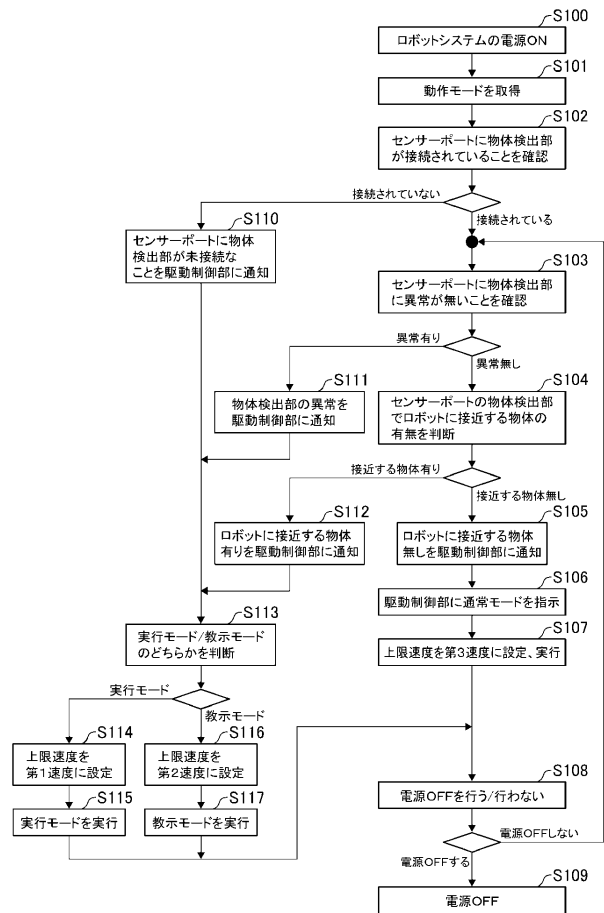 S100
ロボットシステムの電源ON
S101
動作モードを取得
S102
センサーポートに物体検出部
が接続されていることを確認
接続されていない
接続されている
S110
センサーポートに物体
検出部が未接続な
ことを駆動制御部に通知
S103
センサーポートに物体検出部
に異常が無いことを確認
異常有り
異常無し
S111
物体検出部の異常を
駆動制御部に通知
S104
センサーポートの物体検出部
でロボットに接近する物体の
有無を判断
接近する物体有り
接近する物体無し
S112
ロボットに接近する物体
有りを駆動制御部に通知
S105
ロボットに接近する物体
無しを駆動制御部に通知
S106
駆動制御部に通常モードを指示
S113
実行モード/教示モード
のどちらかを判断
S107
上限速度を第3速度に設定、実行
実行モード
教示モード
S114
上限速度を
第1速度に設定
S116
上限速度を
第2速度に設定
S115
実行モードを実行
S117
教示モードを実行
S108
電源OFFを行う/行わない
電源OFFしない
電源OFFする
S109
電源OFF